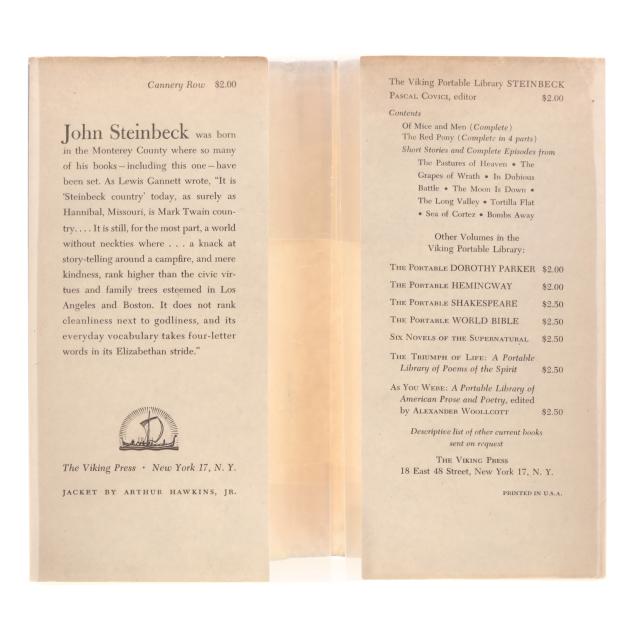 Cannery Row $2.00
John Steinbeck was born
in the Monterey County where so many
of his books—including this one—have
been set. As Lewis Gannett wrote, "It is
'Steinbeck country' today, as surely as
Hannibal, Missouri, is Mark Twain coun-
try.... It is still, for the most part, a world
without neckties where . . . a knack at
story-telling around a campfire, and mere
kindness, rank higher than the civic vir-
tues and family trees esteemed in Los
Angeles and Boston. It does not rank
cleanliness next to godliness, and its
everyday vocabulary takes four-letter
words in its Elizabethan stride."
The Viking Press · New York 17, N. Y.
JACKET BY ARTHUR HAWKINS, JR.
The Viking Portable Library STEINBECK
PASCAL COVICI, editor $2.00
Contents
Of Mice and Men (Complete)
The Red Pony (Complete in 4 parts)
Short Stories and Complete Episodes from
The Pastures of Heaven • The
Grapes of Wrath • In Dubious
Battle • The Moon Is Down •
The Long Valley • Tortilla Flat
• Sea of Cortez • Bombs Away
Other Volumes in the
Viking Portable Library:
THE PORTABLE DOROTHY PARKER $2.00
THE PORTABLE HEMINGWAY $2.00
THE PORTABLE SHAKESPEARE $2.50
THE PORTABLE WORLD BIBLE $2.50
SIX NOVELS OF THE SUPERNATURAL $2.50
THE TRIUMPH OF LIFE: A Portable
Library of Poems of the Spirit $2.50
AS YOU WERE: A Portable Library of
American Prose and Poetry, edited
by ALEXANDER WOOLLCOTT $2.50
Descriptive list of other current books
sent on request
THE VIKING PRESS
18 East 48 Street, New York 17, N. Y.
PRINTED IN U.S.A.